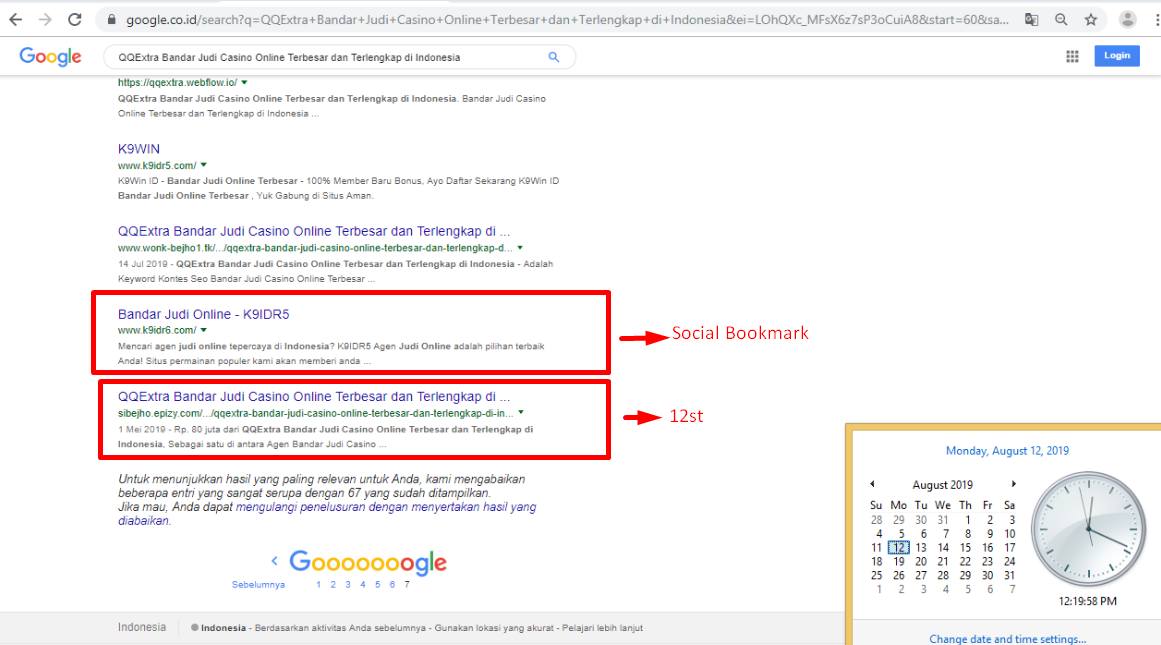 google.co.id/search?q=QQExtra+Bandar+Judi+Casino+Online+Terbesar+dan+Terlengkap+di+Indonesia&ei=LOhQXc_MFsX6z7sP3oCuiA8&start=60&sa...
Google
QQExtra Bandar Judi Casino Online Terbesar dan Terlengkap di Indonesia
Login
https://qqextra.webflow.io/
QQExtra Bandar Judi Casino Online Terbesar dan Terlengkap di Indonesia. Bandar Judi Casino
Online Terbesar dan Terlengkap di Indonesia ...
K9WIN
www.k9idr5.com/
K9Win ID - Bandar Judi Online Terbesar - 100% Member Baru Bonus, Ayo Daftar Sekarang K9Win ID
Bandar Judi Online Terbesar , Yuk Gabung di Situs Aman.
QQExtra Bandar Judi Casino Online Terbesar dan Terlengkap di ...
www.wonk-bejho1.tk/.../qqextra-bandar-judi-casino-online-terbesar-dan-terlengkap-d...
14 Jul 2019 - QQExtra Bandar Judi Casino Online Terbesar dan Terlengkap di Indonesia - Adalah
Keyword Kontes Seo Bandar Judi Casino Online Terbesar ...
Bandar Judi Online - K9IDR5
www.k9idr6.com/
Mencari agen judi online tepercaya di Indonesia? K9IDR5 Agen Judi Online adalah pilihan terbaik
Anda! Situs permainan populer kami akan memberi anda ...
Social Bookmark
QQExtra Bandar Judi Casino Online Terbesar dan Terlengkap di ...
sibejho.epizy.com/.../qqextra-bandar-judi-casino-online-terbesar-dan-terlengkap-di-in...
1 Mei 2019 - Rp. 80 juta dari QQExtra Bandar Judi Casino Online Terbesar dan Terlengkap di
Indonesia, Sebagai satu di antara Agen Bandar Judi Casino ...
12st
Untuk menunjukkan hasil yang paling relevan untuk Anda, kami mengabaikan
beberapa entri yang sangat serupa dengan 67 yang sudah ditampilkan.
Jika mau, Anda dapat mengulangi penelusuran dengan menyertakan hasil yang
diabaikan.
Gooooooogle
Sebelumnya 1 2 3 4 5 6 7
Indonesia
Indonesia - Berdasarkan aktivitas Anda sebelumnya - Gunakan lokasi yang akurat - Pelajari lebih lanjut
Monday, August 12, 2019
August 2019
Su Mo Tu We Th Fr Sa
28 29 30 31 1 2 3
4 5 6 7 8 9 10
11 12 13 14 15 16 17
18 19 20 21 22 23 24
25 26 27 28 29 30 31
1 2 3 4 5 6 7
12:19:58 PM
Change date and time settings...